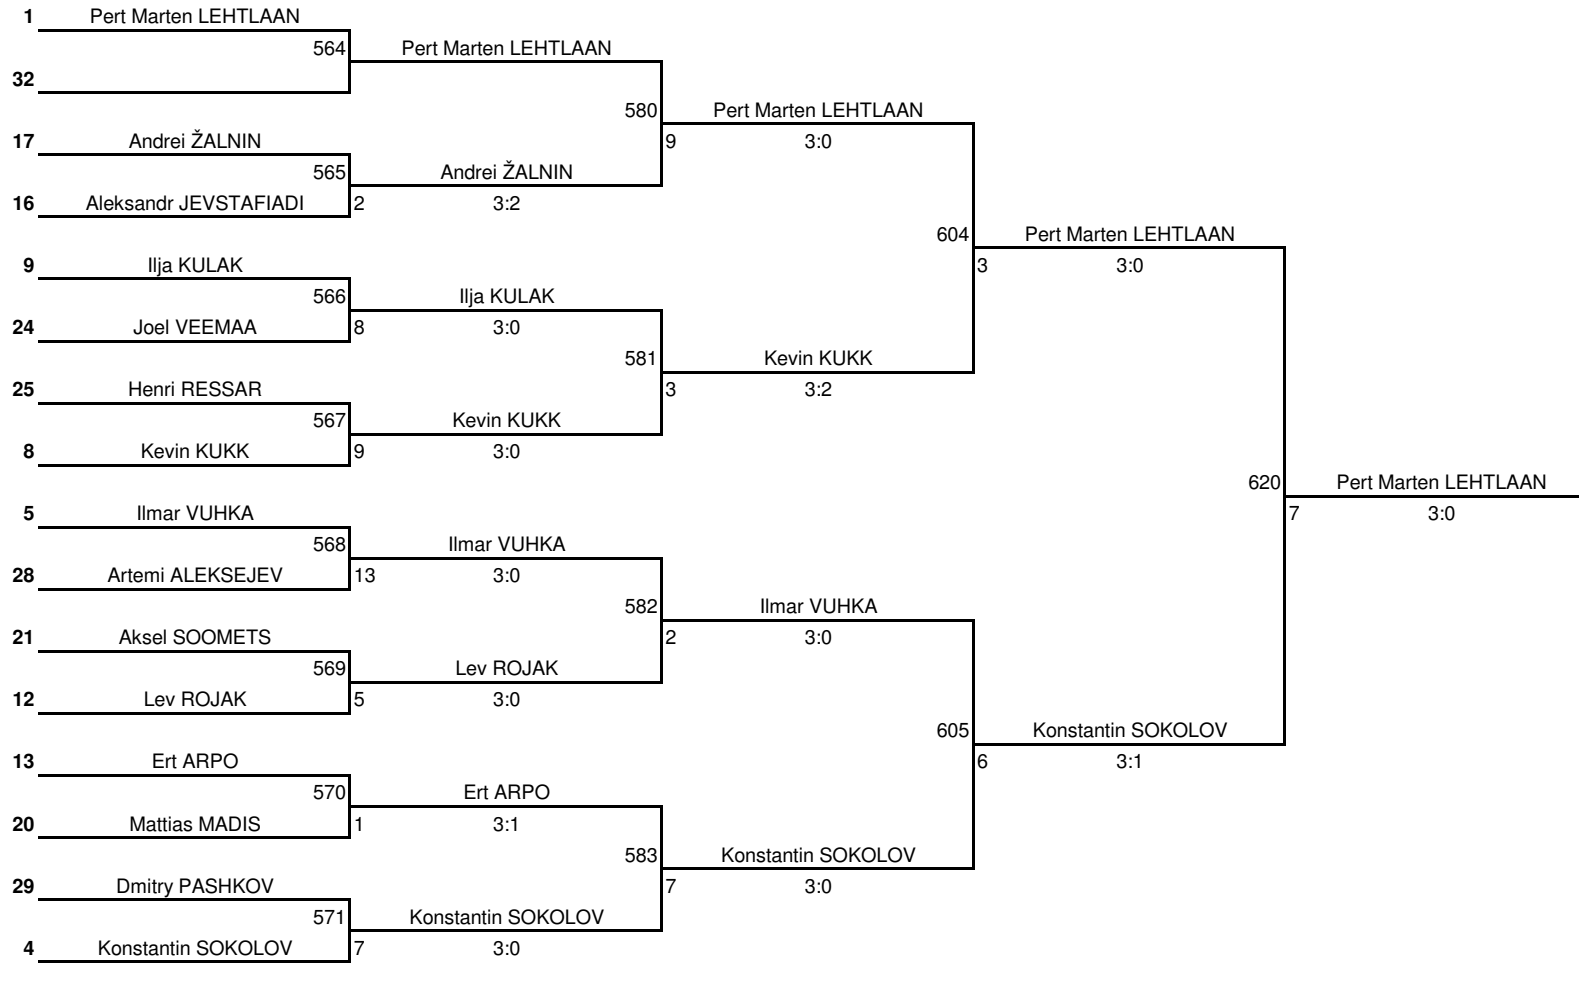 1 Pert Marten LEHTLAAN
564 Pert Marten LEHTLAAN
32
580 Pert Marten LEHTLAAN
17 Andrei ŽALNIN 9 3:0
565 Andrei ŽALNIN
16 Aleksandr JEVSTAFIADI 2 3:2
604 Pert Marten LEHTLAAN
9 Ilja KULAK 3 3:0
566 Ilja KULAK
24 Joel VEEMAA 8 3:0
581 Kevin KUKK
25 Henri RESSAR 3 3:2
567 Kevin KUKK
8 Kevin KUKK 9 3:0
620 Pert Marten LEHTLAAN
5 Ilmar VUHKA 7 3:0
568 Ilmar VUHKA
28 Artemi ALEKSEJEV 13 3:0
582 Ilmar VUHKA
21 Aksel SOOMETS 2 3:0
569 Lev ROJAK
12 Lev ROJAK 5 3:0
605 Konstantin SOKOLOV
13 Ert ARPO 6 3:1
570 Ert ARPO
20 Mattias MADIS 1 3:1
583 Konstantin SOKOLOV
29 Dmitry PASHKOV 7 3:0
571 Konstantin SOKOLOV
4 Konstantin SOKOLOV 7 3:0